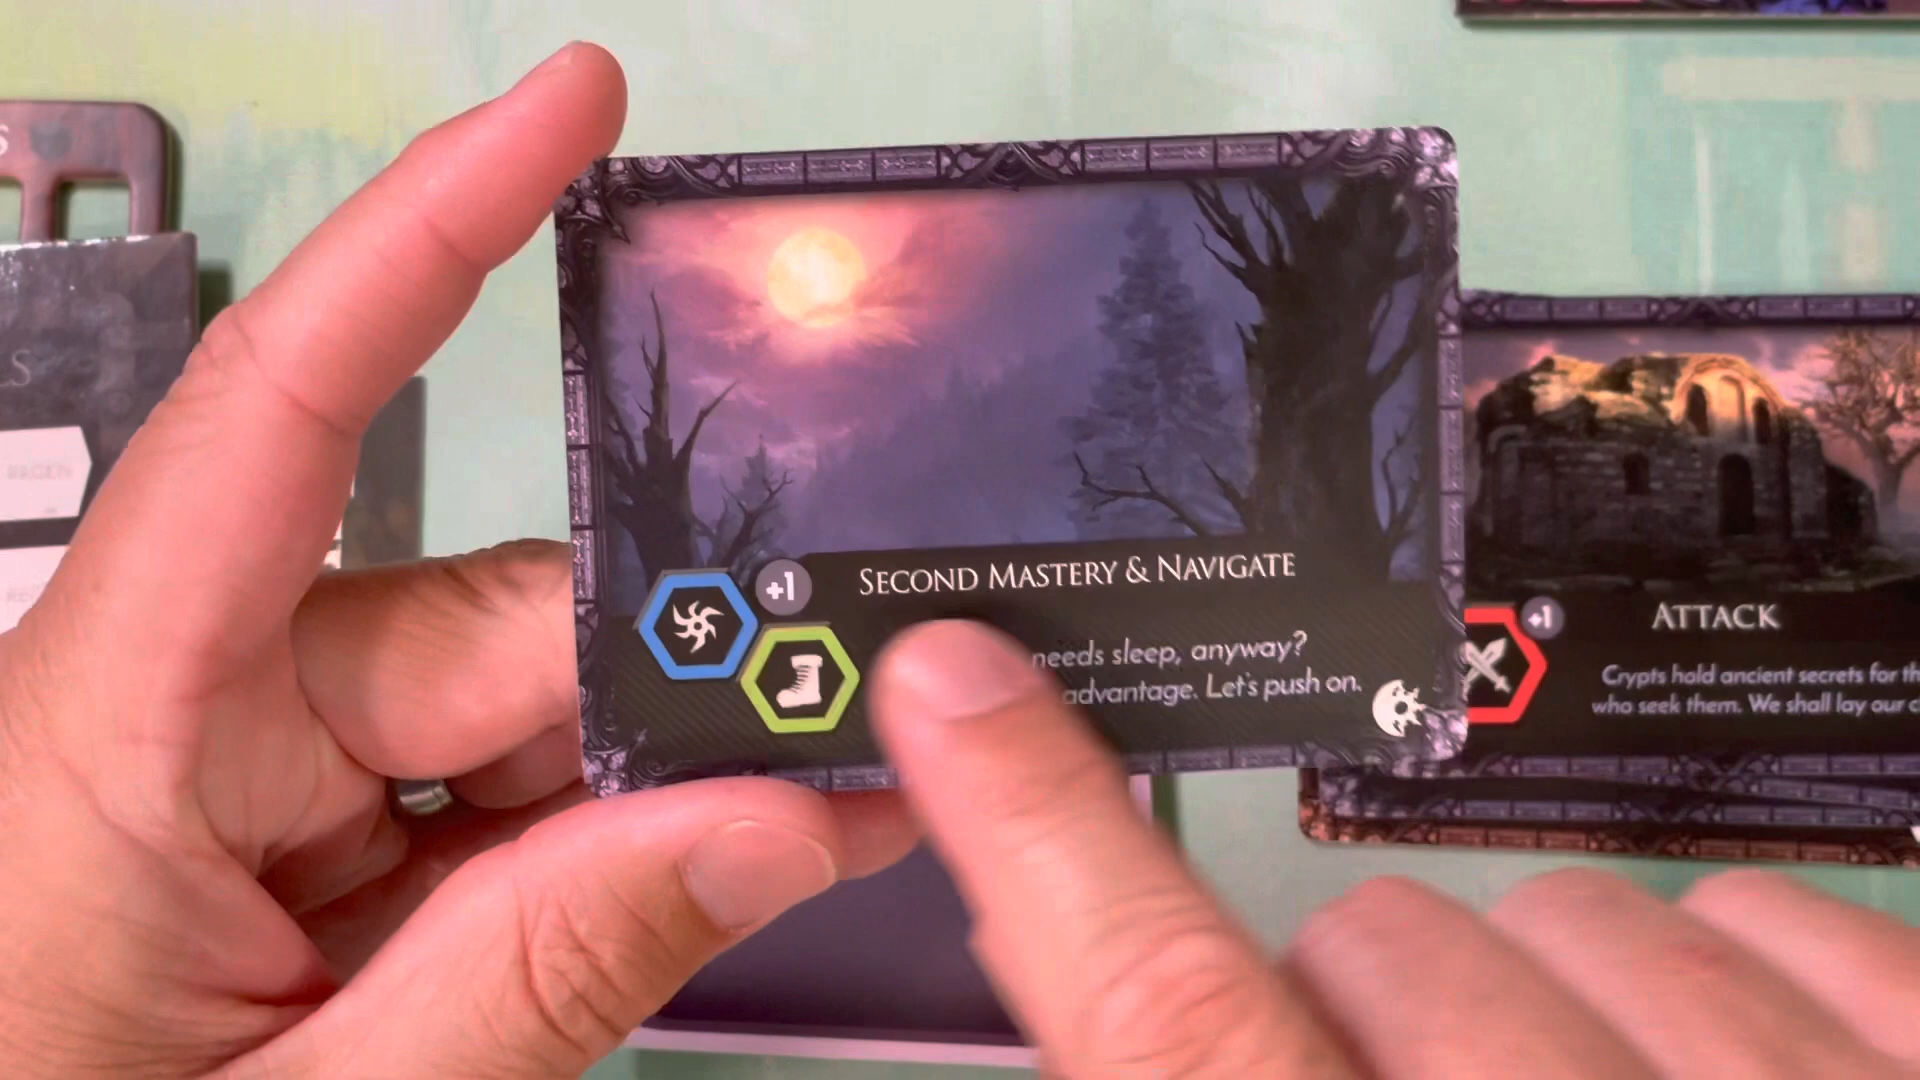 S
LS
+1
SECOND MASTERY & NAVIGATE
needs sleep, anyway?
advantage. Let's push on.
+1
ATTACK
Crypts hold ancient secrets for th
who seek them. We shall lay our c